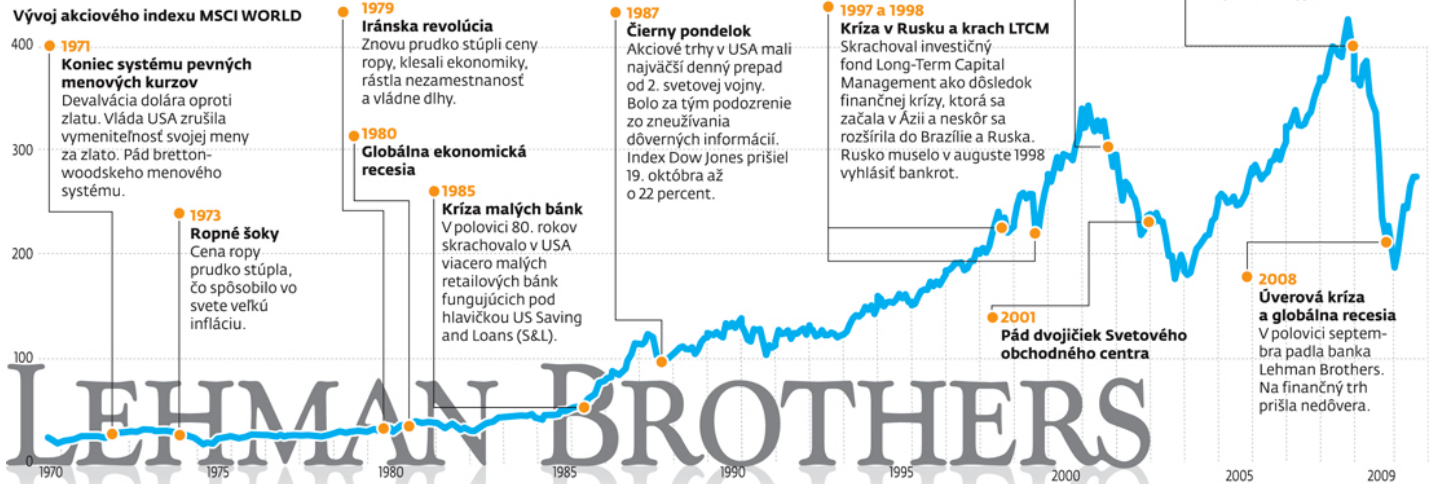 Vývoj akciového indexu MSCI WORLD
400
300
200
100
0
1971
Koniec systému pevných
menových kurzov
Devalvácia dolára oproti
zlatu. Vláda USA zrušila
vymeniteľnosť svojej meny
za zlato. Pád bretton-
woodskeho menového
systému.
1973
Ropné šoky
Cena ropy
prudko stúpla,
čo spôsobilo vo
svete veľkú
infláciu.
1979
Iránska revolúcia
Znovu prudko stúpli ceny
ropy, klesali ekonomiky,
rástla nezamestnanosť
a vládne dlhy.
1980
Globálna ekonomická
recesia
1985
Kríza malých bánk
V polovici 80. rokov
skrachovalo v USA
viacero malých
retailových bánk
fungujúcich pod
hlavičkou US Saving
and Loans (S&L).
1987
Čierny pondelok
Akciové trhy v USA mali
najväčší denný prepad
od 2. svetovej vojny.
Bolo za tým podozrenie
zo zneužívania
dôverných informácií.
Index Dow Jones prišiel
19. októbra až
o 22 percent.
1997 a 1998
Kríza v Rusku a krach LTCM
Skrachoval investičný
fond Long-Term Capital
Management ako dôsledok
finančnej krízy, ktorá sa
začala v Ázii a neskôr sa
rozšírila do Brazílie a Ruska.
Rusko muselo v auguste 1998
vyhlásiť bankrot.
2001
Pád dvojičiek Svetového
obchodného centra
2008
Úverová kríza
a globálna recesia
V polovici septem-
bra padla banka
Lehman Brothers.
Na finančný trh
prišla nedôvera.
LEHMAN BROTHERS
1970
1975
1980
1985
1990
1995
2000
2005
2009